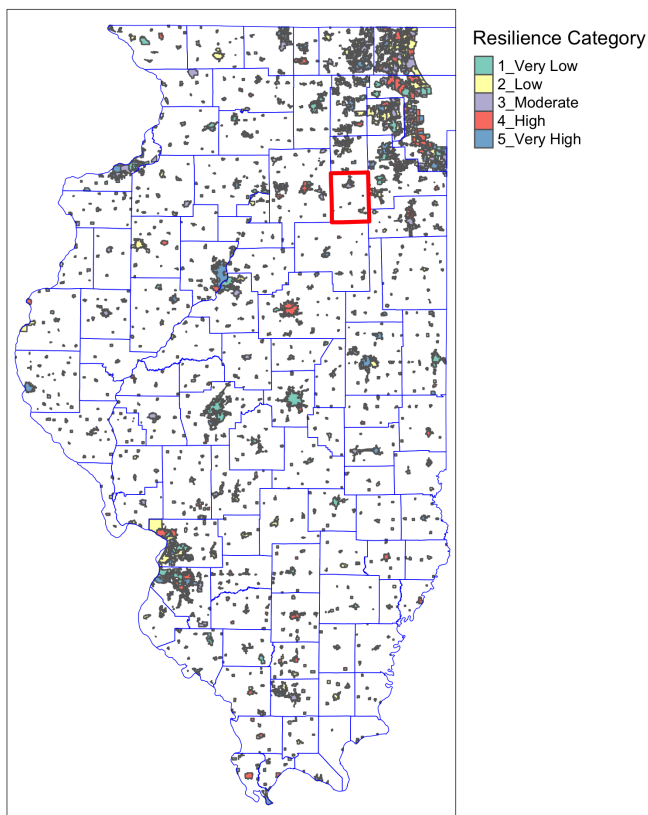 Resilience Category
1_Very Low
2_Low
3_Moderate
4_High
5_Very High